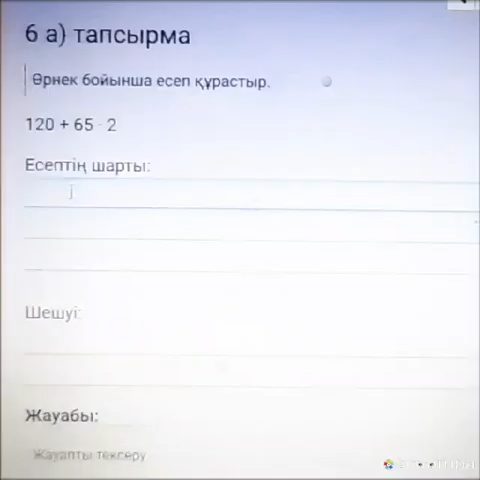 6 а) тапсырма
Өрнек бойынша есеп құрастыр.
120 + 65 · 2
Есептің шарты:
j
Шешуі:
Жауабы:
Жауапты тексеру